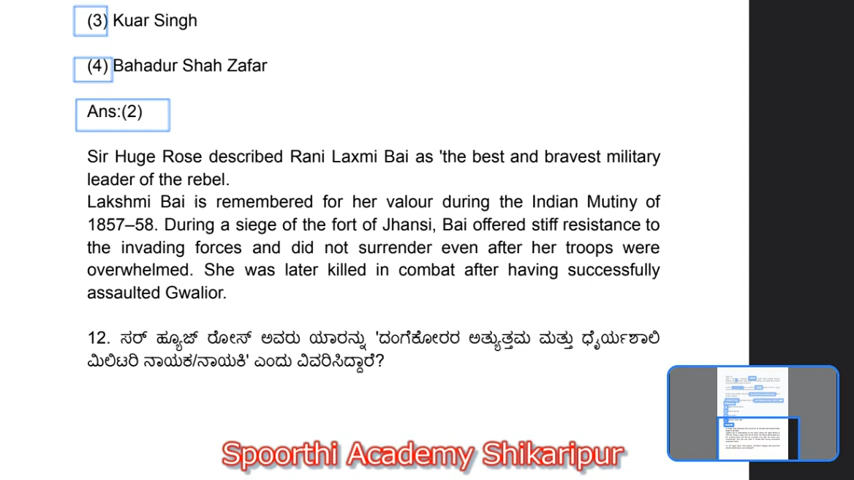 (3) Kuar Singh
(4) Bahadur Shah Zafar
Ans:(2)
Sir Huge Rose described Rani Laxmi Bai as 'the best and bravest military
leader of the rebel.
Lakshmi Bai is remembered for her valour during the Indian Mutiny of
1857–58. During a siege of the fort of Jhansi, Bai offered stiff resistance to
the invading forces and did not surrender even after her troops were
overwhelmed. She was later killed in combat after having successfully
assaulted Gwalior.
12. ಸರ್ ಹ್ಯೂಜ್ ರೋಸ್ ಅವರು ಯಾರನ್ನು 'ದಂಗೆಕೋರರ ಅತ್ಯುತ್ತಮ ಮತ್ತು ಧೈರ್ಯಶಾಲಿ
ಮಿಲಿಟರಿ ನಾಯಕ/ನಾಯಕಿ' ಎಂದು ವಿವರಿಸಿದ್ದಾರೆ?
Spoorthi Academy Shikaripur